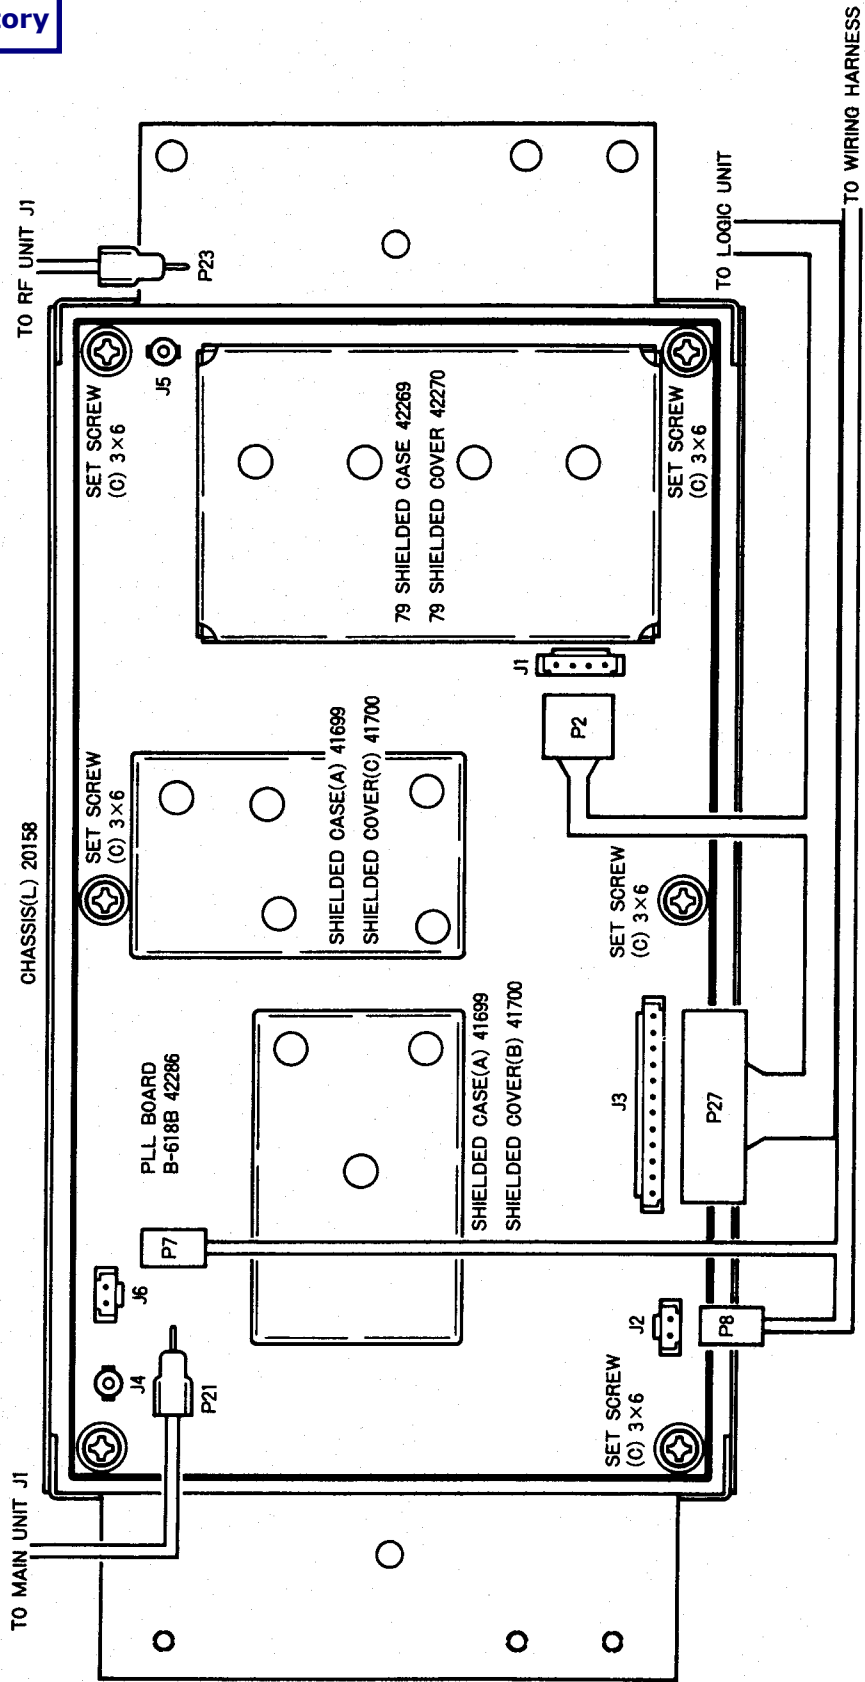 tory
TO RF UNIT J1
P23
TO WIRING HARNESS
TO LOGIC UNIT
J5
SET SCREW
(C) 3×6
79 SHIELDED CASE 42269
79 SHIELDED COVER 42270
SET SCREW
(C) 3×6
J1
P2
CHASSIS(L) 20158
SET SCREW
(C) 3×6
SHIELDED CASE(A) 41699
SHIELDED COVER(C) 41700
SET SCREW
(C) 3×6
PLL BOARD
B-618B 42286
SHIELDED CASE(A) 41699
SHIELDED COVER(B) 41700
J3
P27
P7
J6
J4
P21
J2
P8
SET SCREW
(C) 3×6
TO MAIN UNIT J1